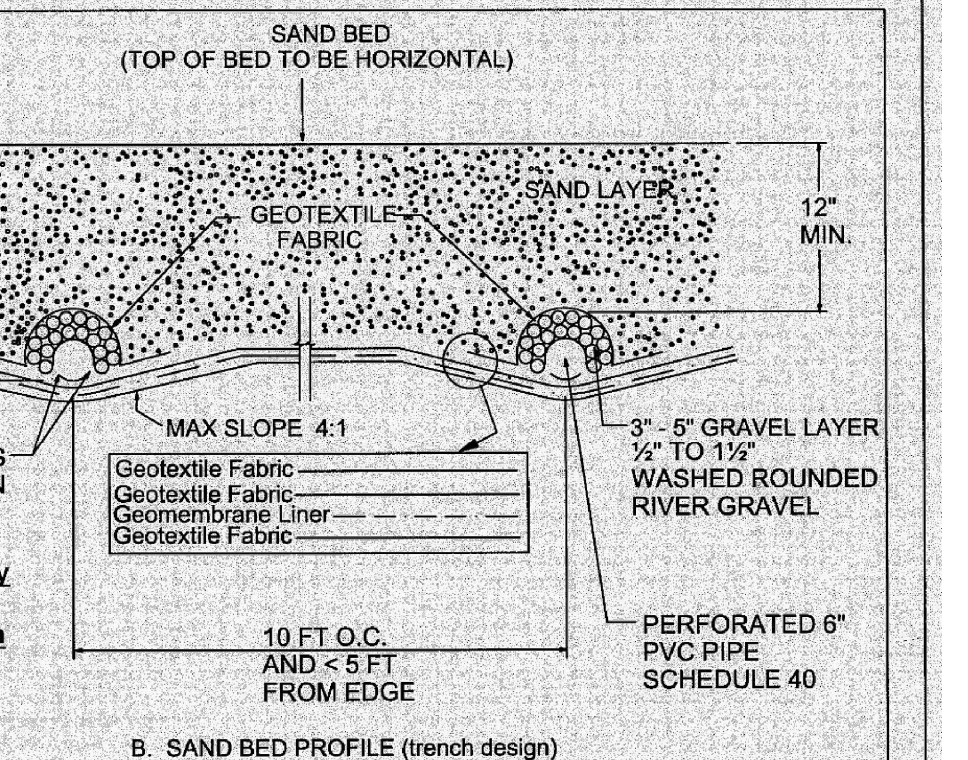 SAND BED
(TOP OF BED TO BE HORIZONTAL)
SAND LAYER
GEOTEXTILE
FABRIC
12"
MIN.
MAX SLOPE 4:1
Geotextile Fabric
Geotextile Fabric
Geomembrane Liner
Geotextile Fabric
3" - 5" GRAVEL LAYER
½" TO 1½"
WASHED ROUNDED
RIVER GRAVEL
10 FT O.C.
AND < 5 FT
FROM EDGE
PERFORATED 6"
PVC PIPE
SCHEDULE 40
B. SAND BED PROFILE (trench design)